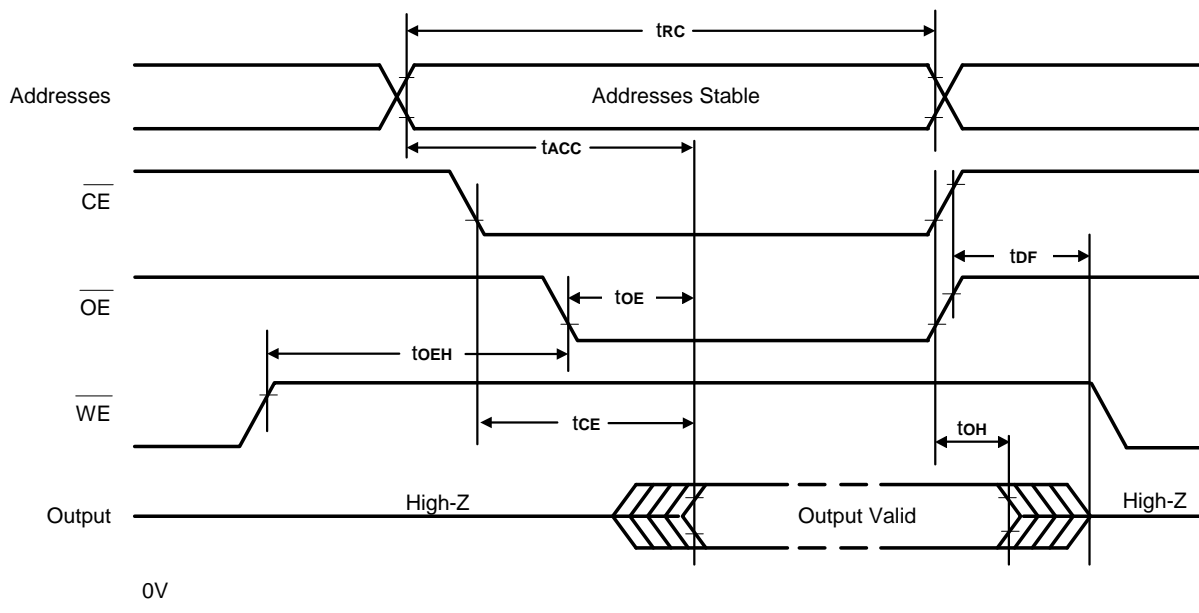 tRC
Addresses
Addresses Stable
tACC
CE
tDF
OE
tOE
tOEH
WE
tCE
tOH
High-Z
High-Z
Output
Output Valid
0V